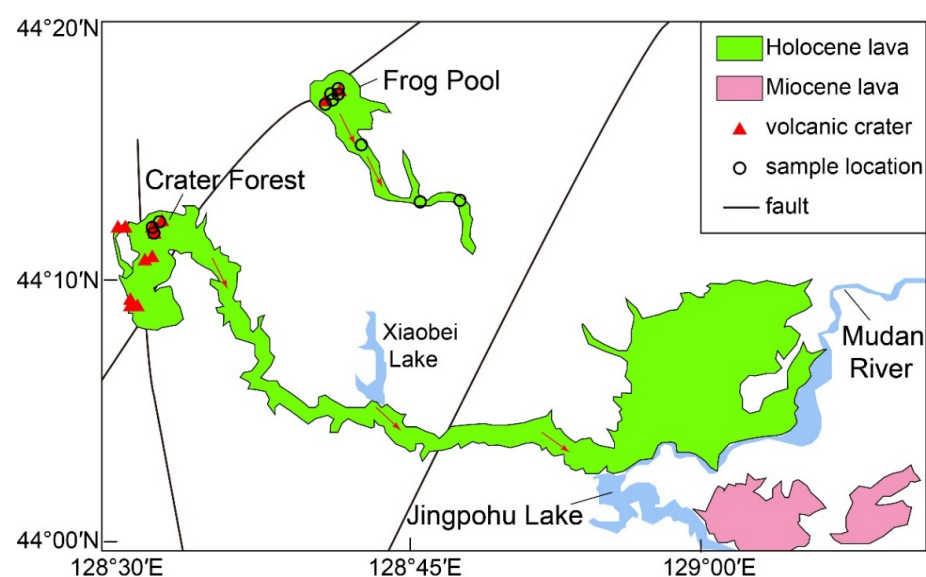 44°20′N
Holocene lava
Miocene lava
volcanic crater
sample location
fault
Frog Pool
Crater Forest
44°10′N
Xiaobei
Lake
Mudan
River
Jingpohu Lake
44°00′N
128°30′E
128°45′E
129°00′E